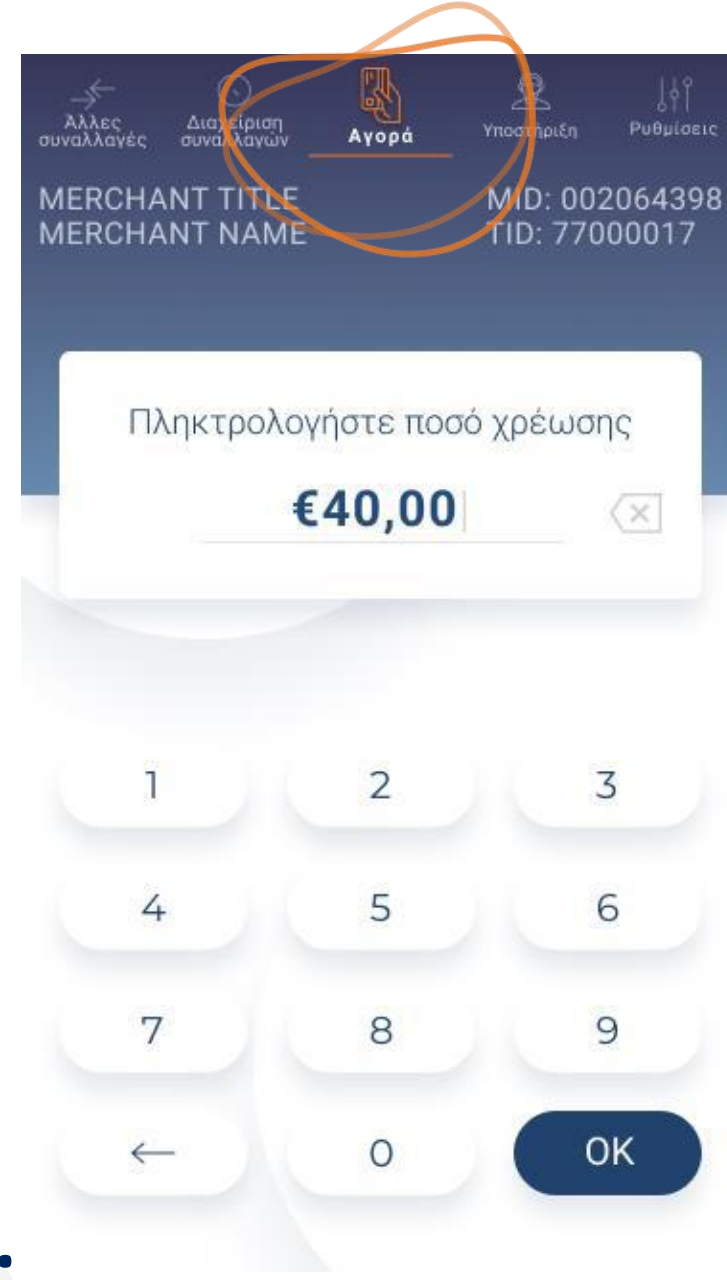 Άλλες συναλλαγές
Διαχείριση συναλλαγών
Αγορά
Υποστήριξη
Ρυθμίσεις
MERCHANT TITLE
MID: 002064398
MERCHANT NAME
TID: 77000017
Πληκτρολογήστε ποσό χρέωσης
€40,00
1 2 3
4 5 6
7 8 9
← 0 OK